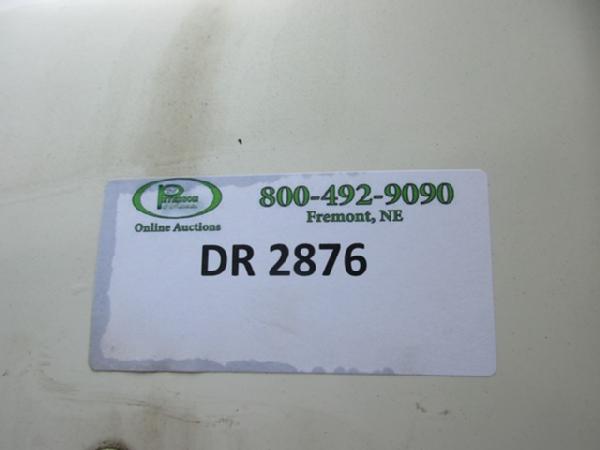 800-492-9090
Fremont, NE
Online Auctions
DR 2876